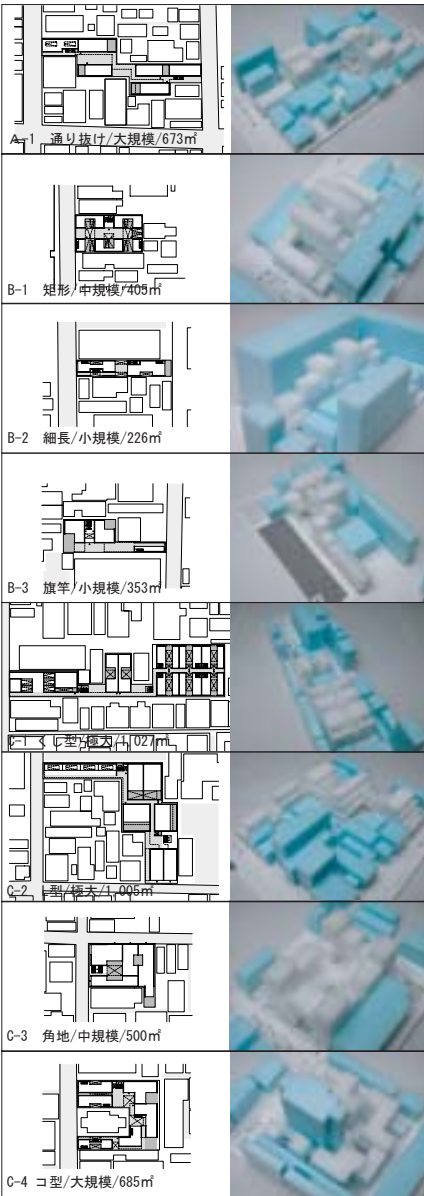 A-1 通り抜け/大規模/673㎡
B-1 矩形/中規模/405㎡
B-2 細長/小規模/226㎡
B-3 旗竿/小規模/353㎡
C-1 くし型/極大/1,027㎡
C-2 L型/極大/1,005㎡
C-3 角地/中規模/500㎡
C-4 コ型/大規模/685㎡